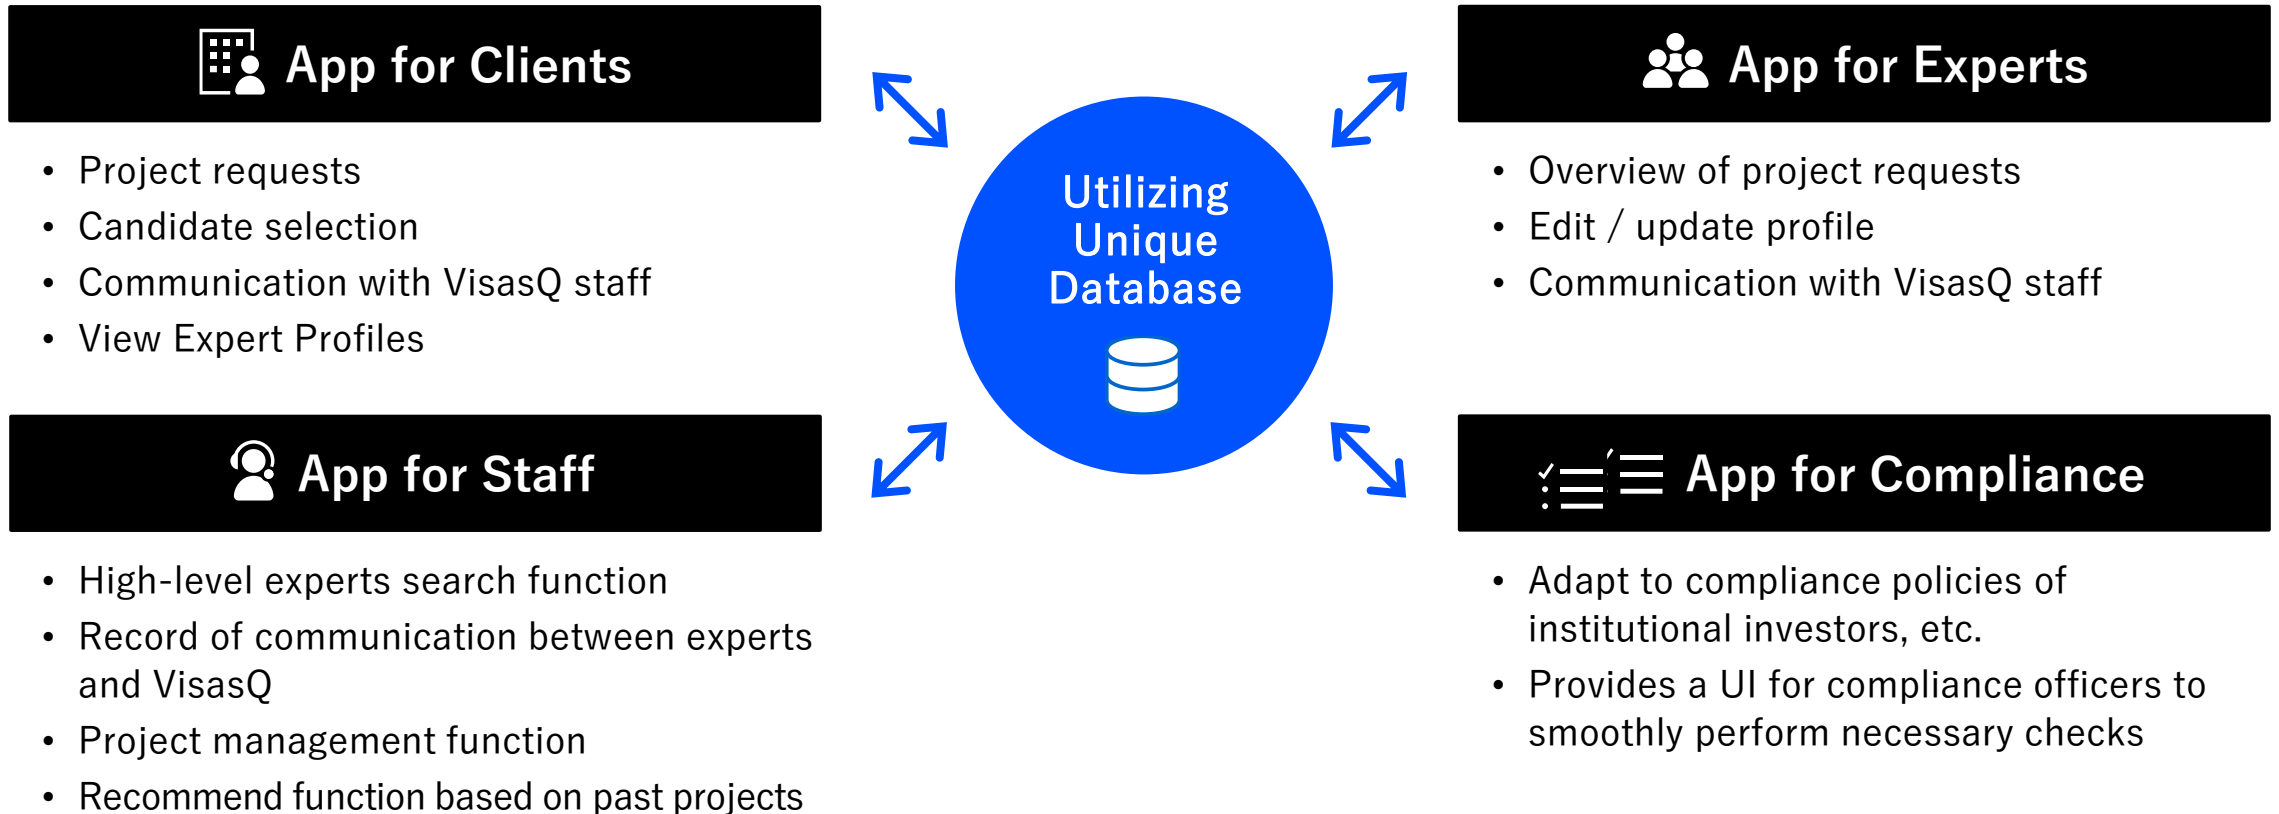 App for Clients
• Project requests
• Candidate selection
• Communication with VisasQ staff
• View Expert Profiles
Utilizing
Unique
Database
App for Experts
• Overview of project requests
• Edit / update profile
• Communication with VisasQ staff
App for Staff
• High-level experts search function
• Record of communication between experts
and VisasQ
• Project management function
• Recommend function based on past projects
App for Compliance
• Adapt to compliance policies of
institutional investors, etc.
• Provides a UI for compliance officers to
smoothly perform necessary checks